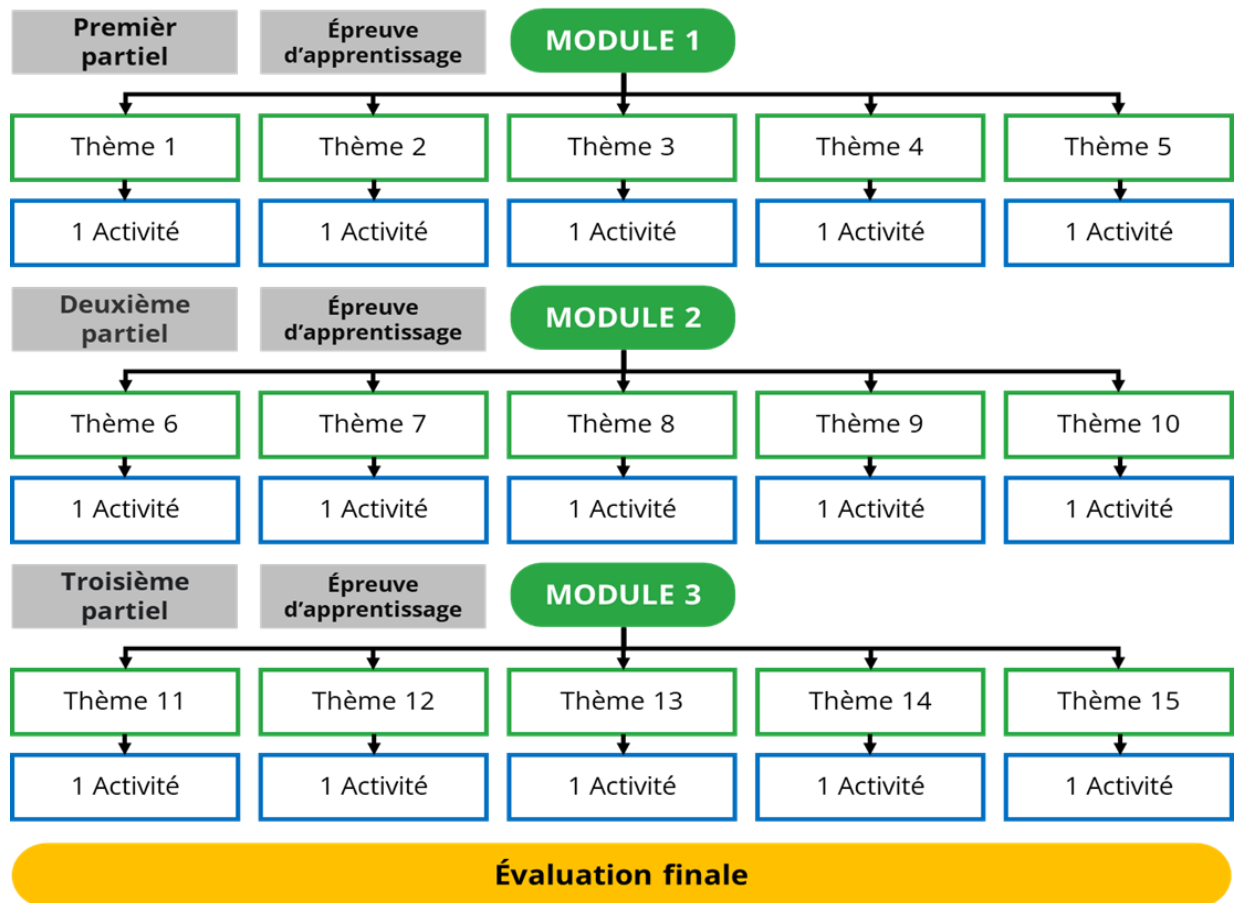 Premièr
partiel
Épreuve
d'apprentissage
MODULE 1
Thème 1
Thème 2
Thème 3
Thème 4
Thème 5
1 Activité
1 Activité
1 Activité
1 Activité
1 Activité
Deuxième
partiel
Épreuve
d'apprentissage
MODULE 2
Thème 6
Thème 7
Thème 8
Thème 9
Thème 10
1 Activité
1 Activité
1 Activité
1 Activité
1 Activité
Troisième
partiel
Épreuve
d'apprentissage
MODULE 3
Thème 11
Thème 12
Thème 13
Thème 14
Thème 15
1 Activité
1 Activité
1 Activité
1 Activité
1 Activité
Évaluation finale